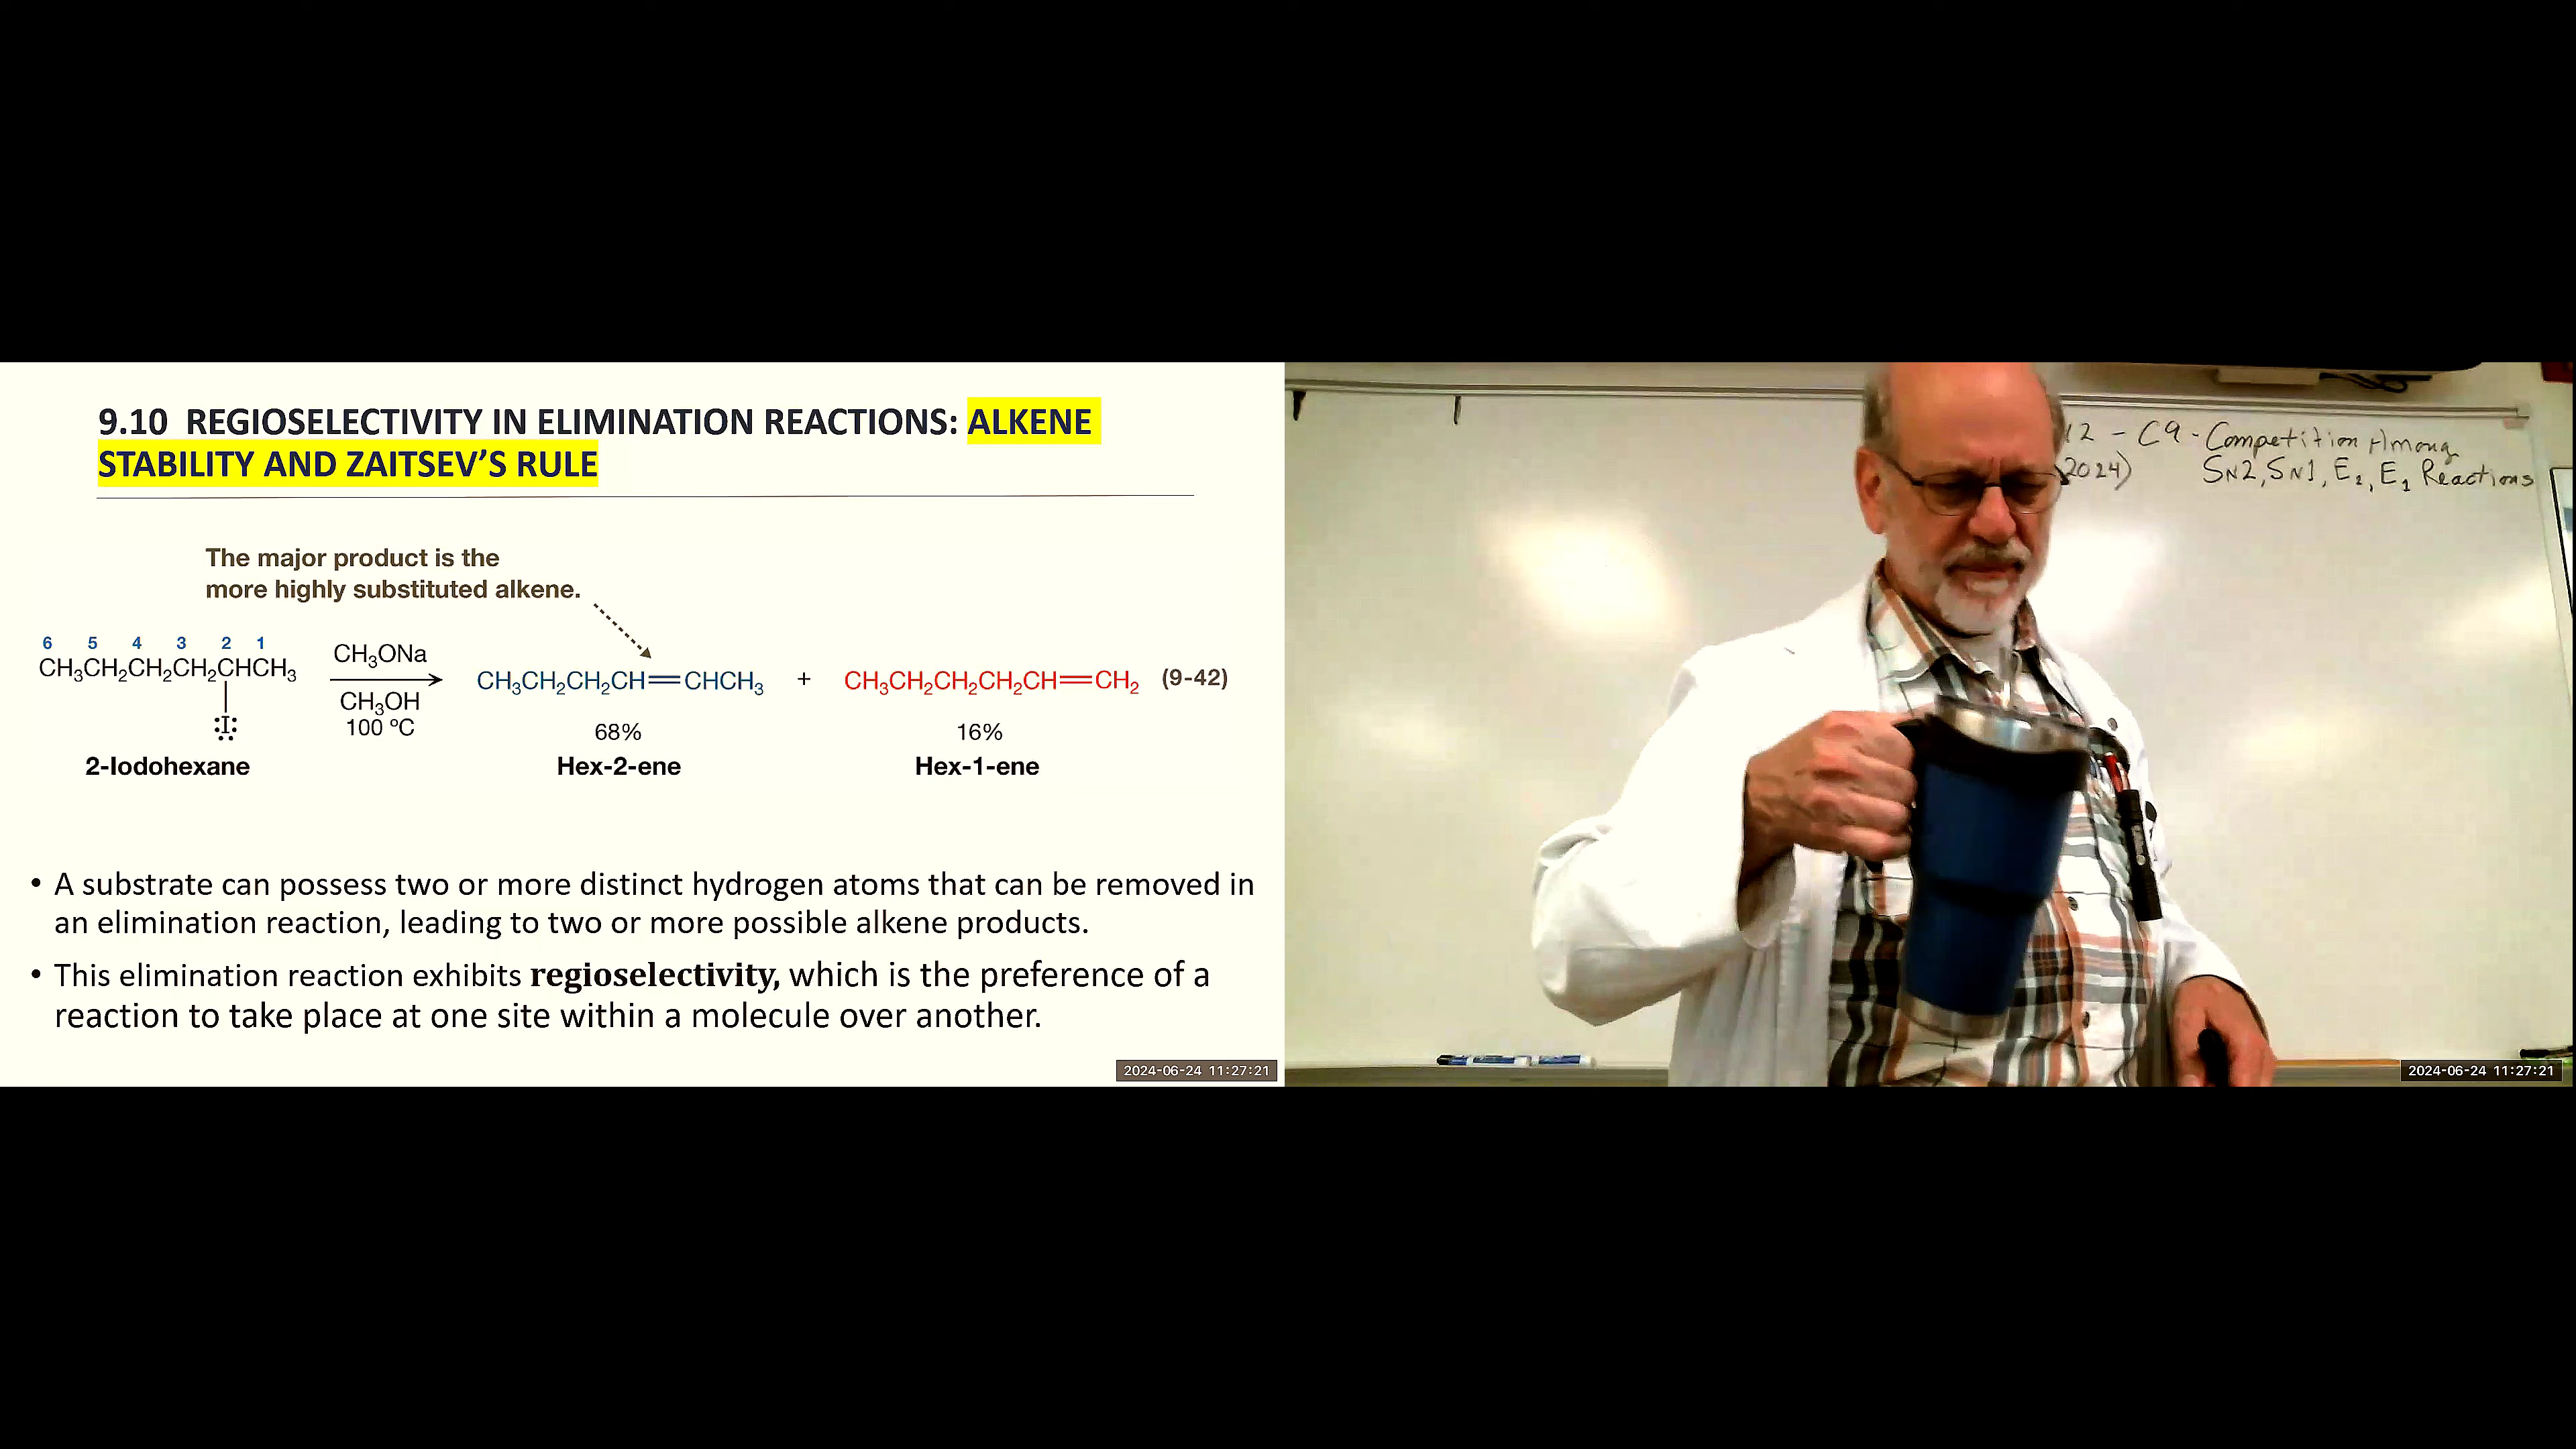 9.10 REGIOSELECTIVITY IN ELIMINATION REACTIONS: ALKENE
STABILITY AND ZAITSEV’S RULE
The major product is the
more highly substituted alkene.
6 5 4 3 2 1
CH₃CH₂CH₂CH₂CHCH₃
:I:
2-Iodohexane
CH₃ONa
CH₃OH
100 ºC
CH₃CH₂CH₂CH=CHCH₃ + CH₃CH₂CH₂CH₂CH=CH₂ (9-42)
68% 16%
Hex-2-ene Hex-1-ene
• A substrate can possess two or more distinct hydrogen atoms that can be removed in
an elimination reaction, leading to two or more possible alkene products.
• This elimination reaction exhibits regioselectivity, which is the preference of a
reaction to take place at one site within a molecule over another.
2024-06-24 11:27:21
12 - C9 - Competition Among
2024) SN2, SN1, E₂, E₁ Reactions
2024-06-24 11:27:21